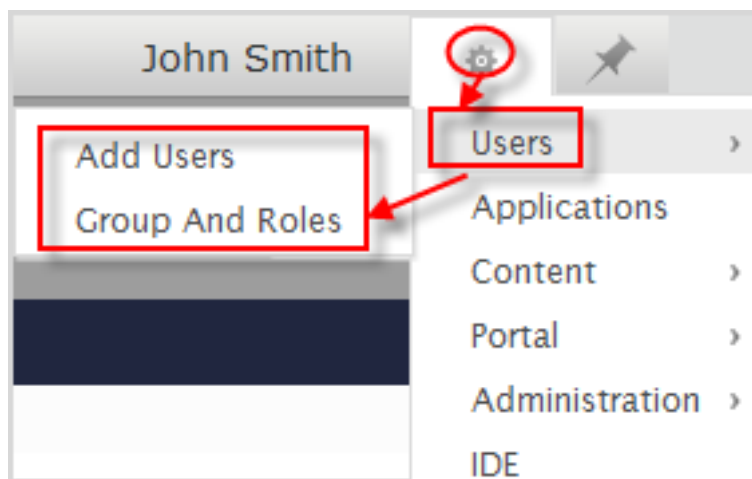 John Smith
Add Users
Group And Roles
Users
Applications
Content
Portal
Administration
IDE